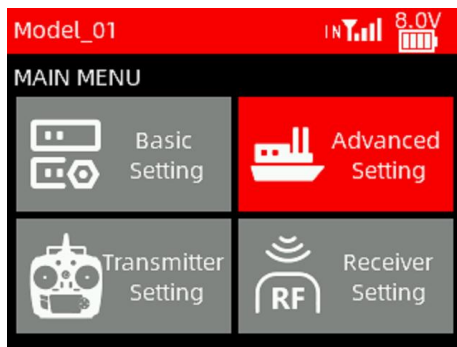 Model_01
IN 8.0V
MAIN MENU
Basic
Setting
Advanced
Setting
Transmitter
Setting
RF
Receiver
Setting